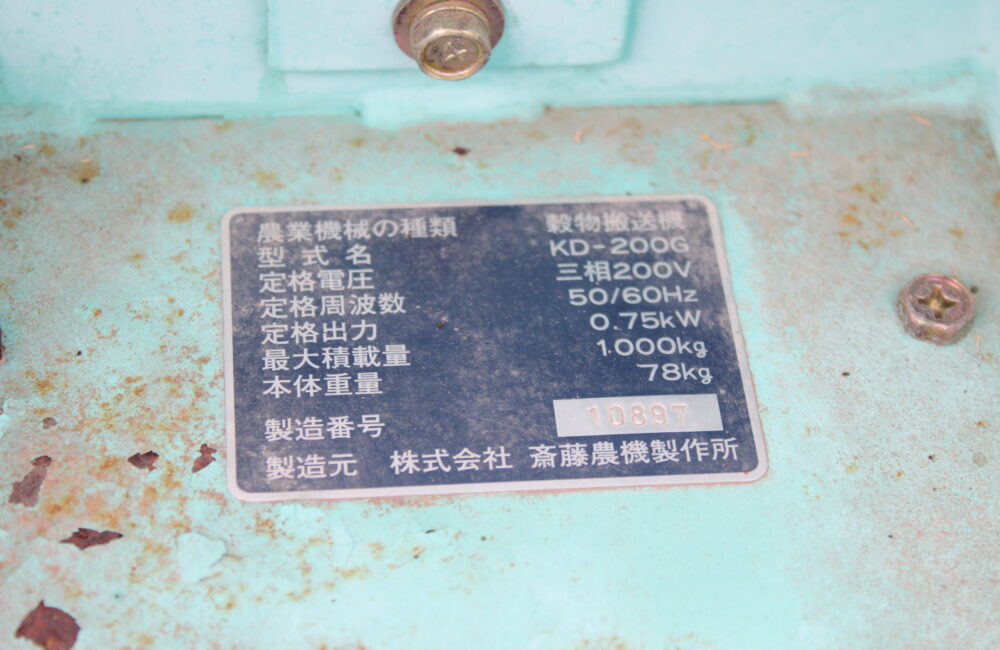 農業機械の種類 穀物搬送機
型式名 KD-200G
定格電圧 三相200V
定格周波数 50/60Hz
定格出力 0.75kW
最大積載量 1000kg
本体重量 78kg
製造番号 10897
製造元 株式会社 斎藤農機製作所